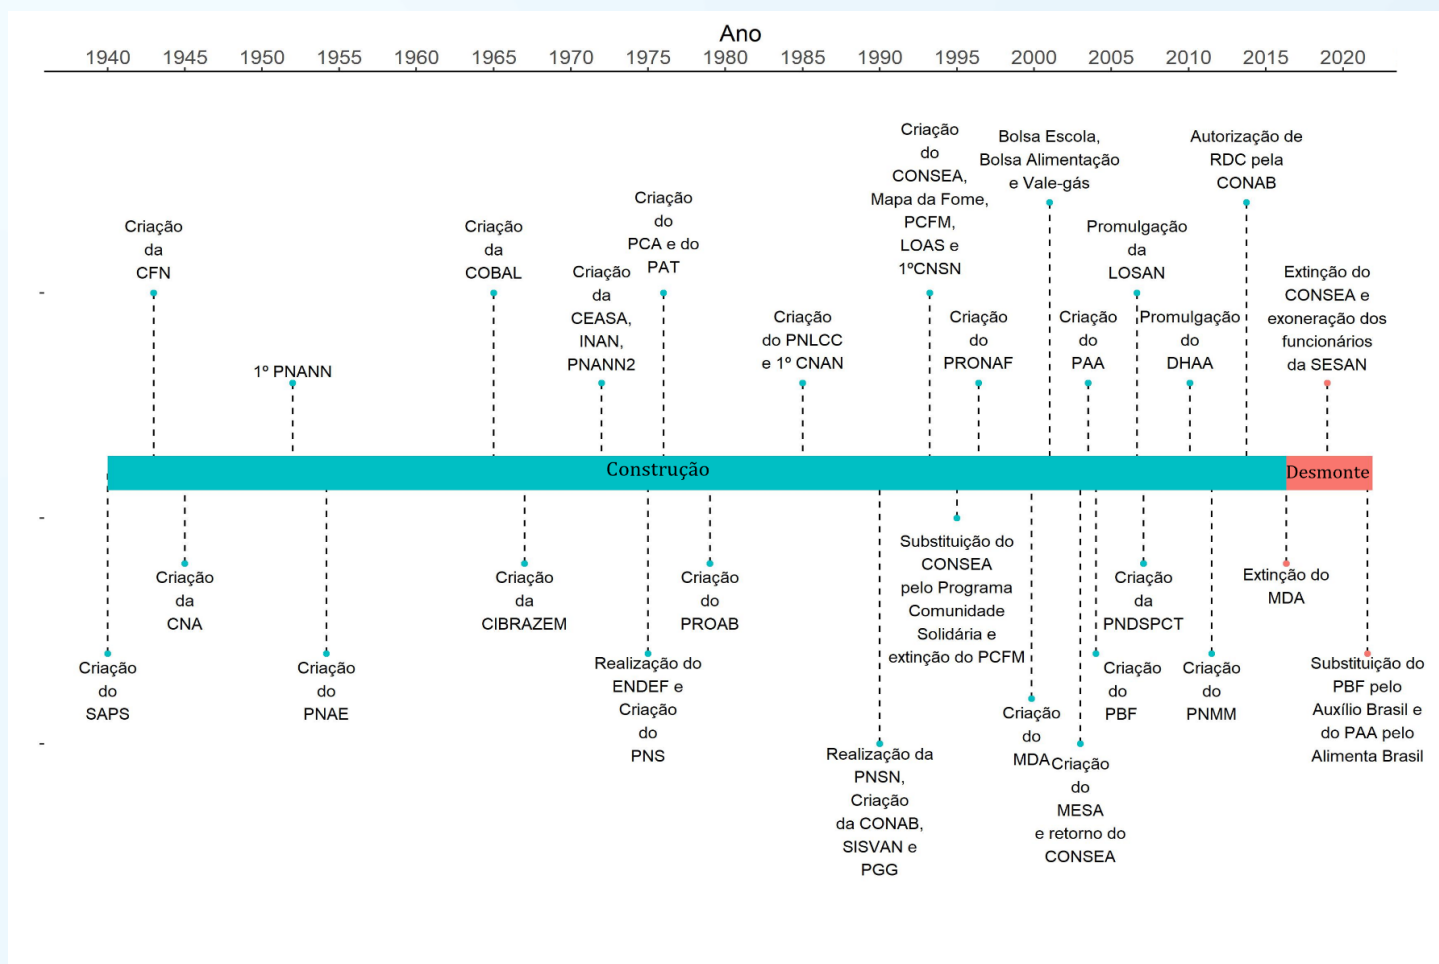 Ano
1940 1945 1950 1955 1960 1965 1970 1975 1980 1985 1990 1995 2000 2005 2010 2015 2020
Criação
da
CFN
1º PNANN
Criação
da
COBAL
Criação
da
CEASA,
INAN,
PNANN2
Criação
do
PCA e do
PAT
Criação
do PNLCC
e 1º CNAN
Criação
do
CONSEA,
Mapa da Fome,
PCFM,
LOAS e
1ºCNSN
Criação
do
PRONAF
Bolsa Escola,
Bolsa Alimentação
e Vale-gás
Criação
do
PAA
Promulgação
da
LOSAN
Promulgação
do
DHAA
Autorização de
RDC pela
CONAB
Extinção do
CONSEA e
exoneração dos
funcionários
da SESAN
Construção
Desmonte
Criação
do
SAPS
Criação
da
CNA
Criação
do
PNAE
Criação
da
CIBRAZEM
Realização do
ENDEF e
Criação
do
PNS
Criação
do
PROAB
Realização da
PNSN,
Criação
da CONAB,
SISVAN e
PGG
Substituição do
CONSEA
pelo Programa
Comunidade
Solidária e
extinção do PCFM
Criação
do
MDA
Criação
do
MESA
e retorno do
CONSEA
Criação
do
PBF
Criação
da
PNDSPCT
Criação
do
PNMM
Extinção do
MDA
Substituição do
PBF pelo
Auxílio Brasil e
do PAA pelo
Alimenta Brasil